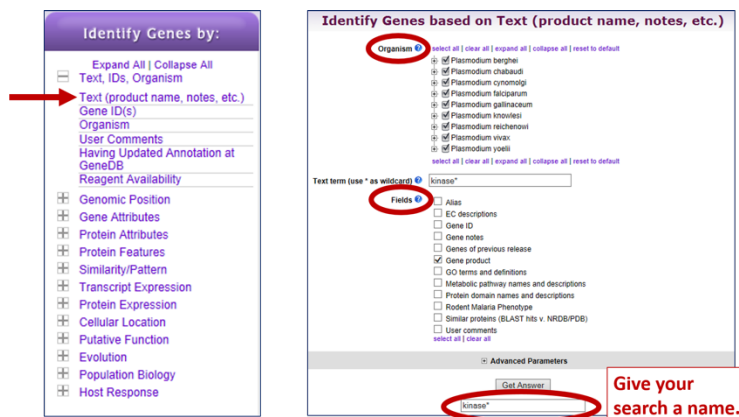 Identify Genes by:
Expand All | Collapse All
Text, IDs, Organism
Text (product name, notes, etc.)
Gene ID(s)
Organism
User Comments
Having Updated Annotation at
GeneDB
Reagent Availability
Genomic Position
Gene Attributes
Protein Attributes
Protein Features
Similarity/Pattern
Transcript Expression
Protein Expression
Cellular Location
Putative Function
Evolution
Population Biology
Host Response
Identify Genes based on Text (product name, notes, etc.)
Organism ?
select all | clear all | expand all | collapse all | reset to default
Plasmodium berghei
Plasmodium chabaudi
Plasmodium cynomolgi
Plasmodium falciparum
Plasmodium gallinaceum
Plasmodium knowlesi
Plasmodium reichenowi
Plasmodium vivax
Plasmodium yoelii
select all | clear all | expand all | collapse all | reset to default
Text term (use * as wildcard) ? kinase*
Fields ?
Alias
EC descriptions
Gene ID
Gene notes
Genes of previous release
Gene product
GO terms and definitions
Metabolic pathway names and descriptions
Protein domain names and descriptions
Rodent Malaria Phenotype
Similar proteins (BLAST hits v. NRDB/PDB)
User comments
select all | clear all
Advanced Parameters
Get Answer
kinase*
Give your
search a name.